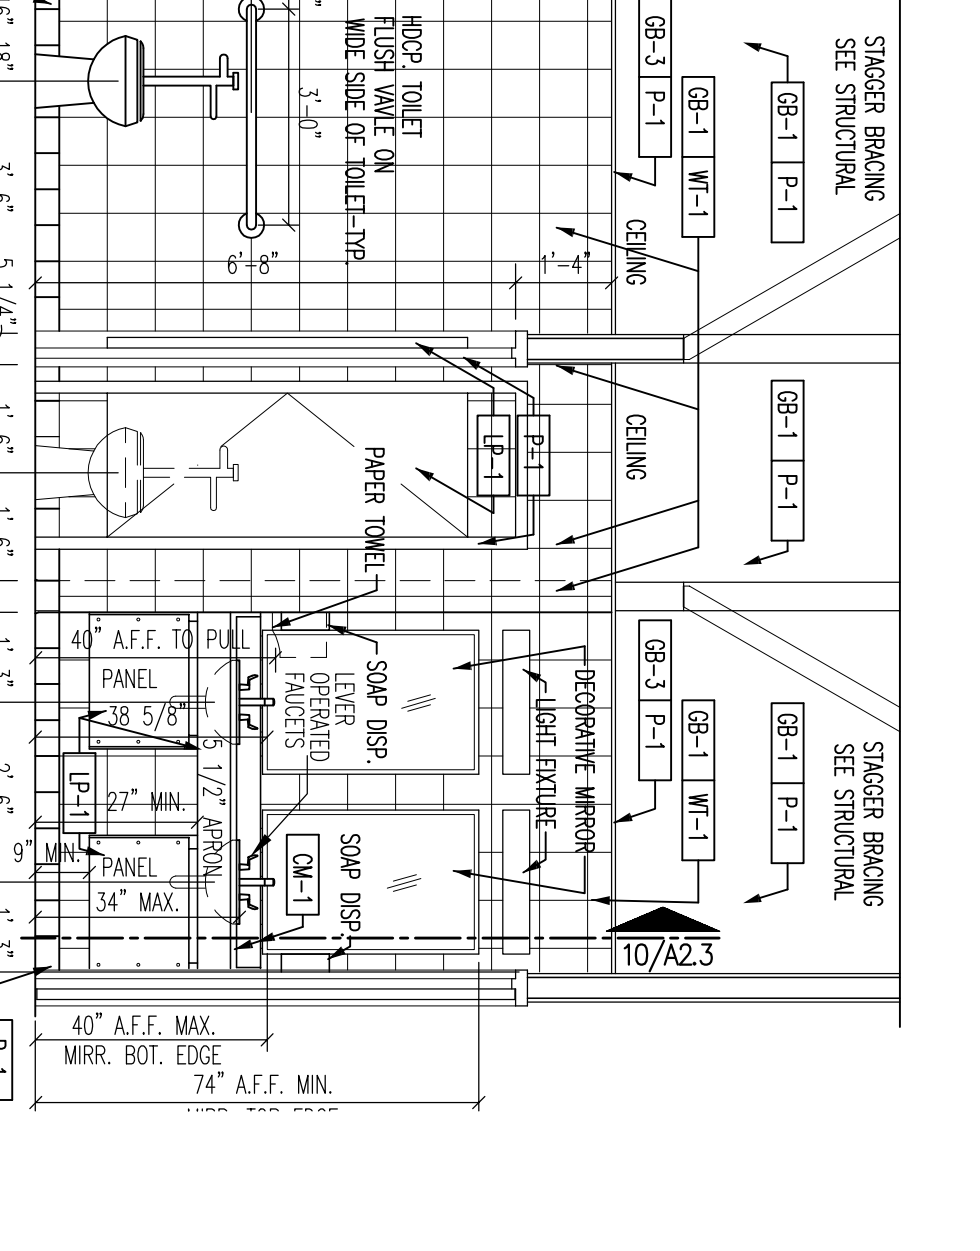 STAGGER BRACING
SEE STRUCTURAL
GB-1 P-1
GB-1 WT-1
GB-3 P-1
CEILING
HDCP. TOILET
FLUSH VAVLE ON
WIDE SIDE OF TOILET-TYP.
3'-0"
6'-8"
1'-4"
18"
3' 6"
5 1/4"
GB-1 P-1
CEILING
P-1
LP-1
PAPER TOWEL
1' 6"
1' 6"
STAGGER BRACING
SEE STRUCTURAL
GB-1 P-1
GB-1 WT-1
GB-3 P-1
DECORATIVE MIRROR
LIGHT FIXTURE
SOAP DISP.
LEVER
OPERATED
FAUCETS
SOAP DISP.
CM-1
5 1/2" APRON
LP-1
40" A.F.F. TO PULL
PANEL
38 5/8"
27" MIN.
9" MIN.
PANEL
34" MAX.
1' 3"
2' 6"
1' 3"
10/A2.3
40" A.F.F. MAX.
MIRR. BOT. EDGE
74" A.F.F. MIN.
MIRR. TOP EDGE